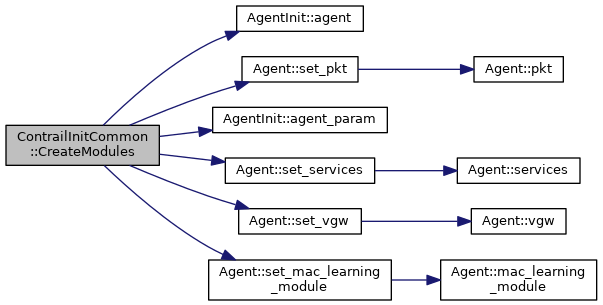 AgentInit::agent
Agent::set_pkt
Agent::pkt
ContrailInitCommon
::CreateModules
AgentInit::agent_param
Agent::set_services
Agent::services
Agent::set_vgw
Agent::vgw
Agent::set_mac_learning
_module
Agent::mac_learning
_module